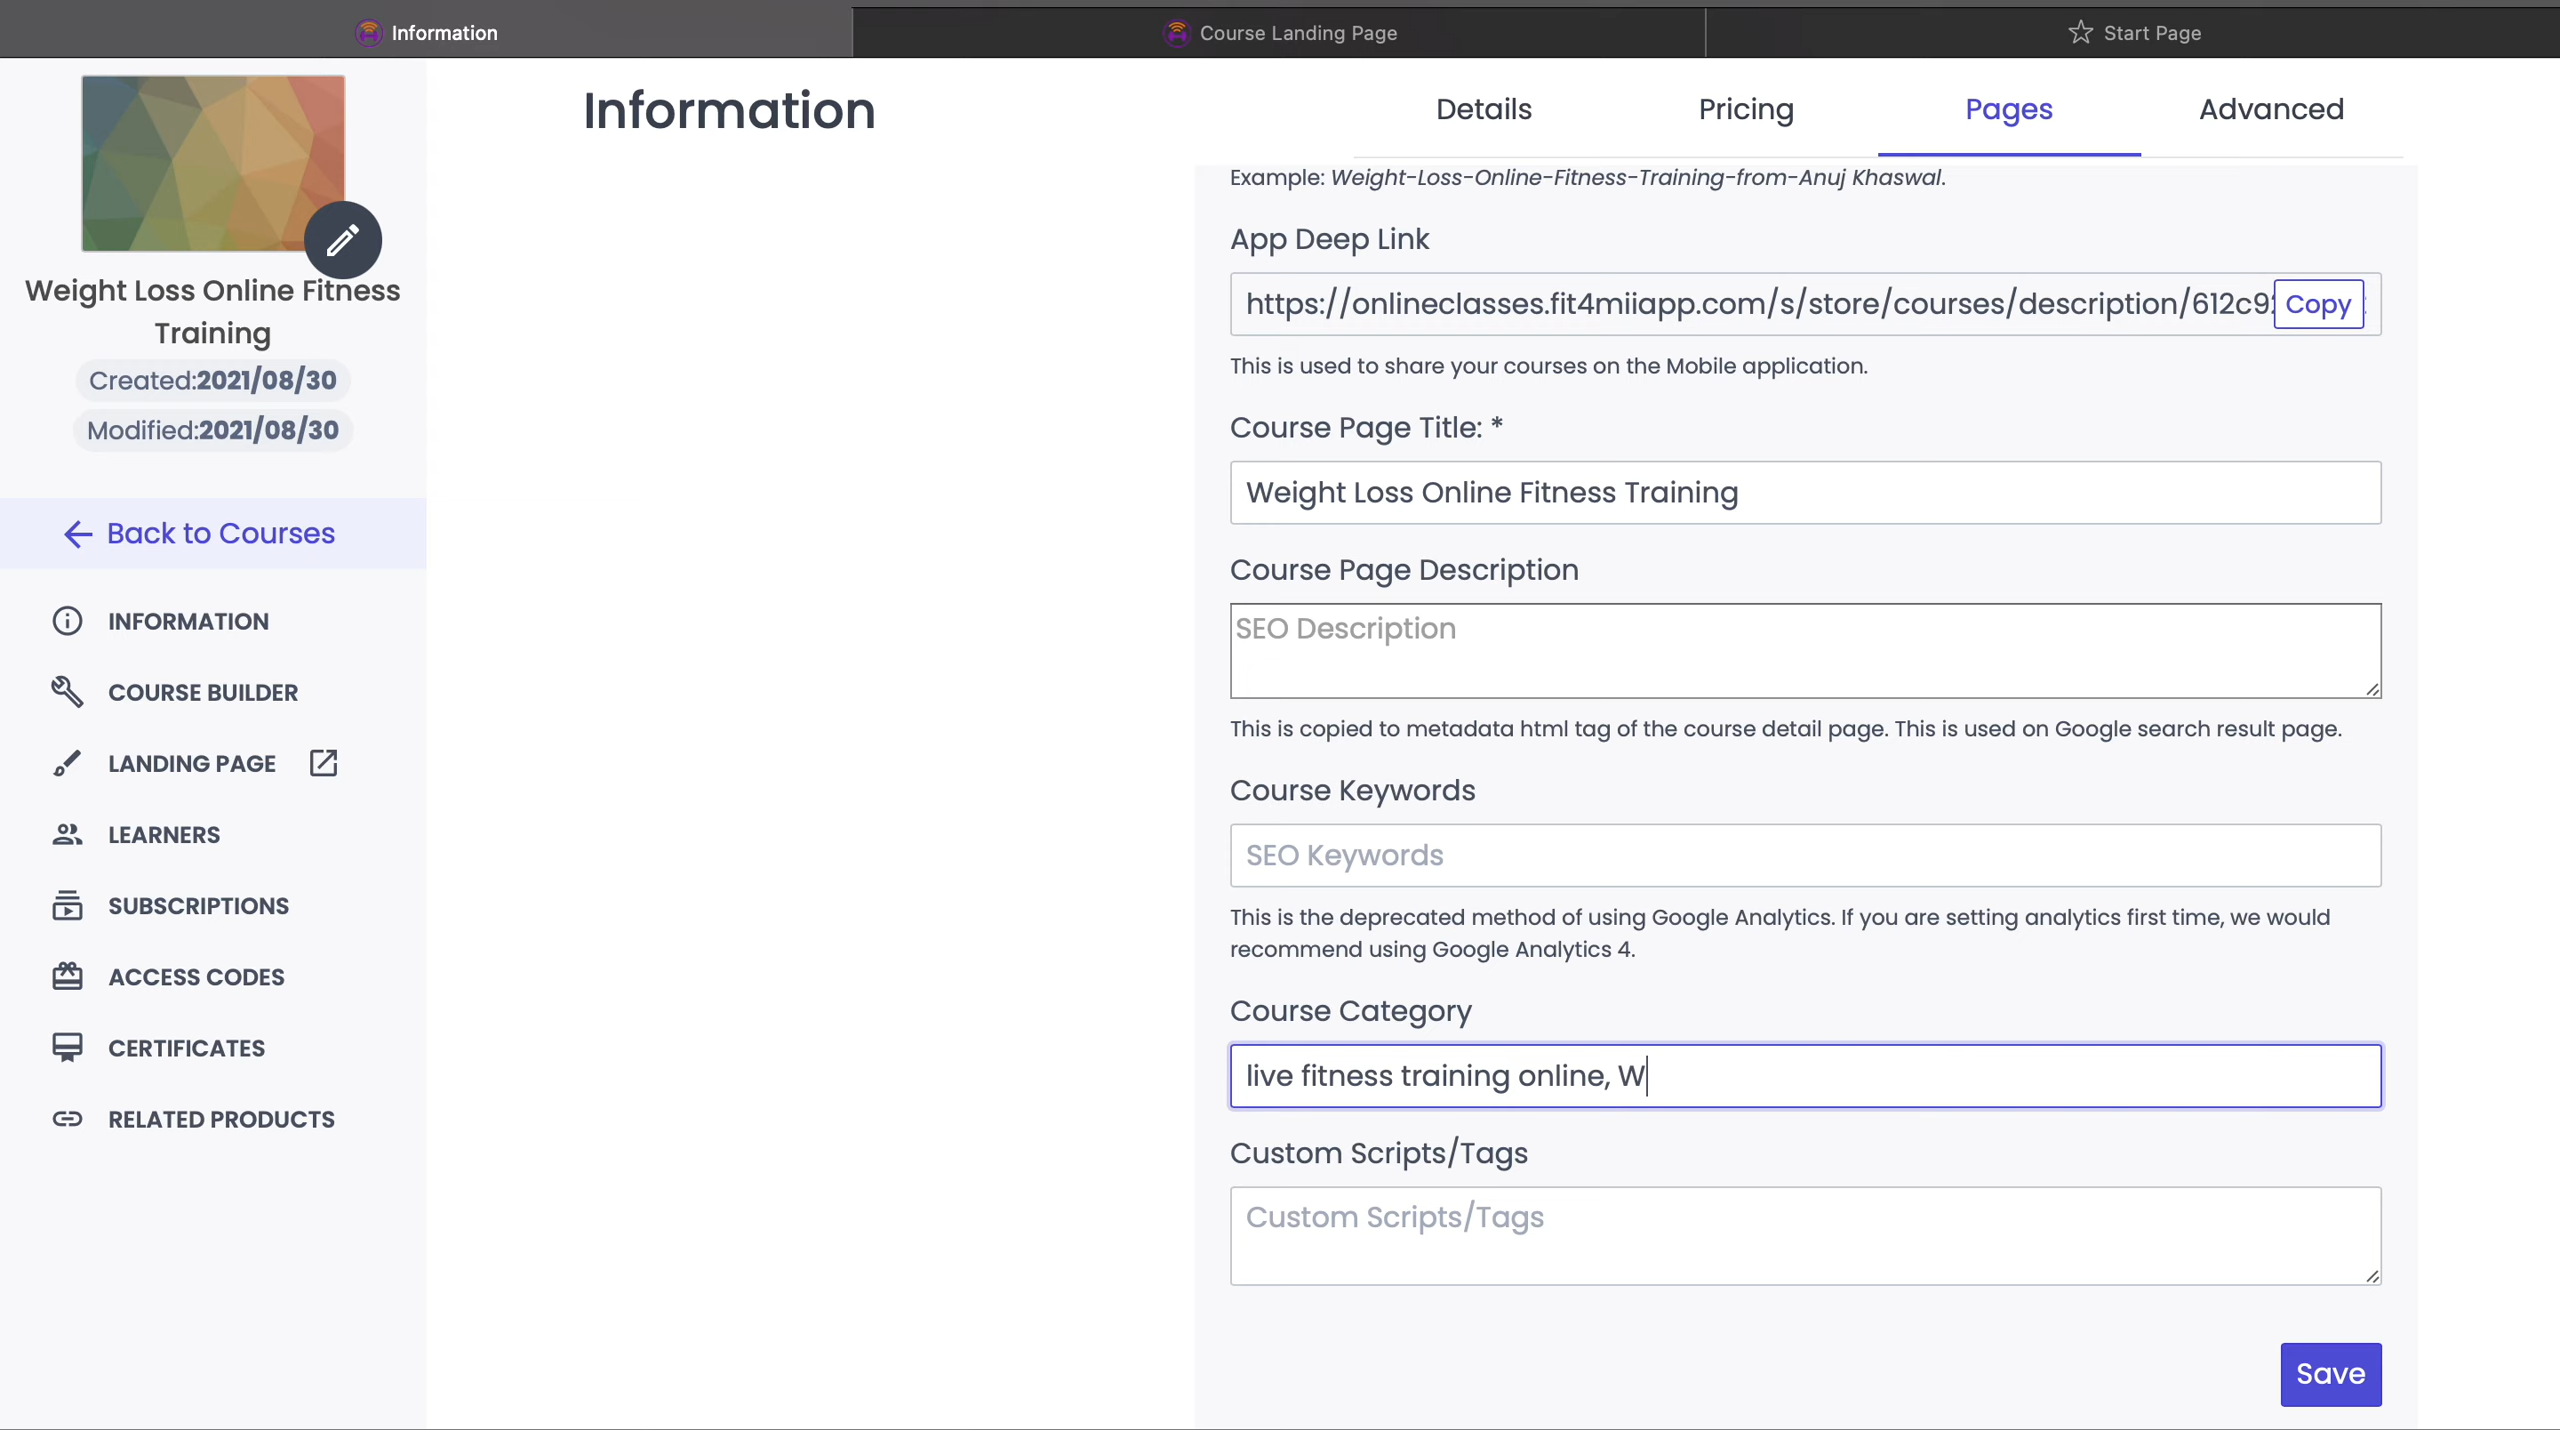 Information
Course Landing Page
Start Page
Weight Loss Online Fitness
Training
Created:2021/08/30
Modified:2021/08/30
Back to Courses
INFORMATION
COURSE BUILDER
LANDING PAGE
LEARNERS
SUBSCRIPTIONS
ACCESS CODES
CERTIFICATES
RELATED PRODUCTS
Information
Details
Pricing
Pages
Advanced
Example: Weight-Loss-Online-Fitness-Training-from-Anuj Khaswal.
App Deep Link
https://onlineclasses.fit4miiapp.com/s/store/courses/description/612c92
Copy
This is used to share your courses on the Mobile application.
Course Page Title: *
Weight Loss Online Fitness Training
Course Page Description
SEO Description
This is copied to metadata html tag of the course detail page. This is used on Google search result page.
Course Keywords
SEO Keywords
This is the deprecated method of using Google Analytics. If you are setting analytics first time, we would
recommend using Google Analytics 4.
Course Category
live fitness training online, W
Custom Scripts/Tags
Custom Scripts/Tags
Save